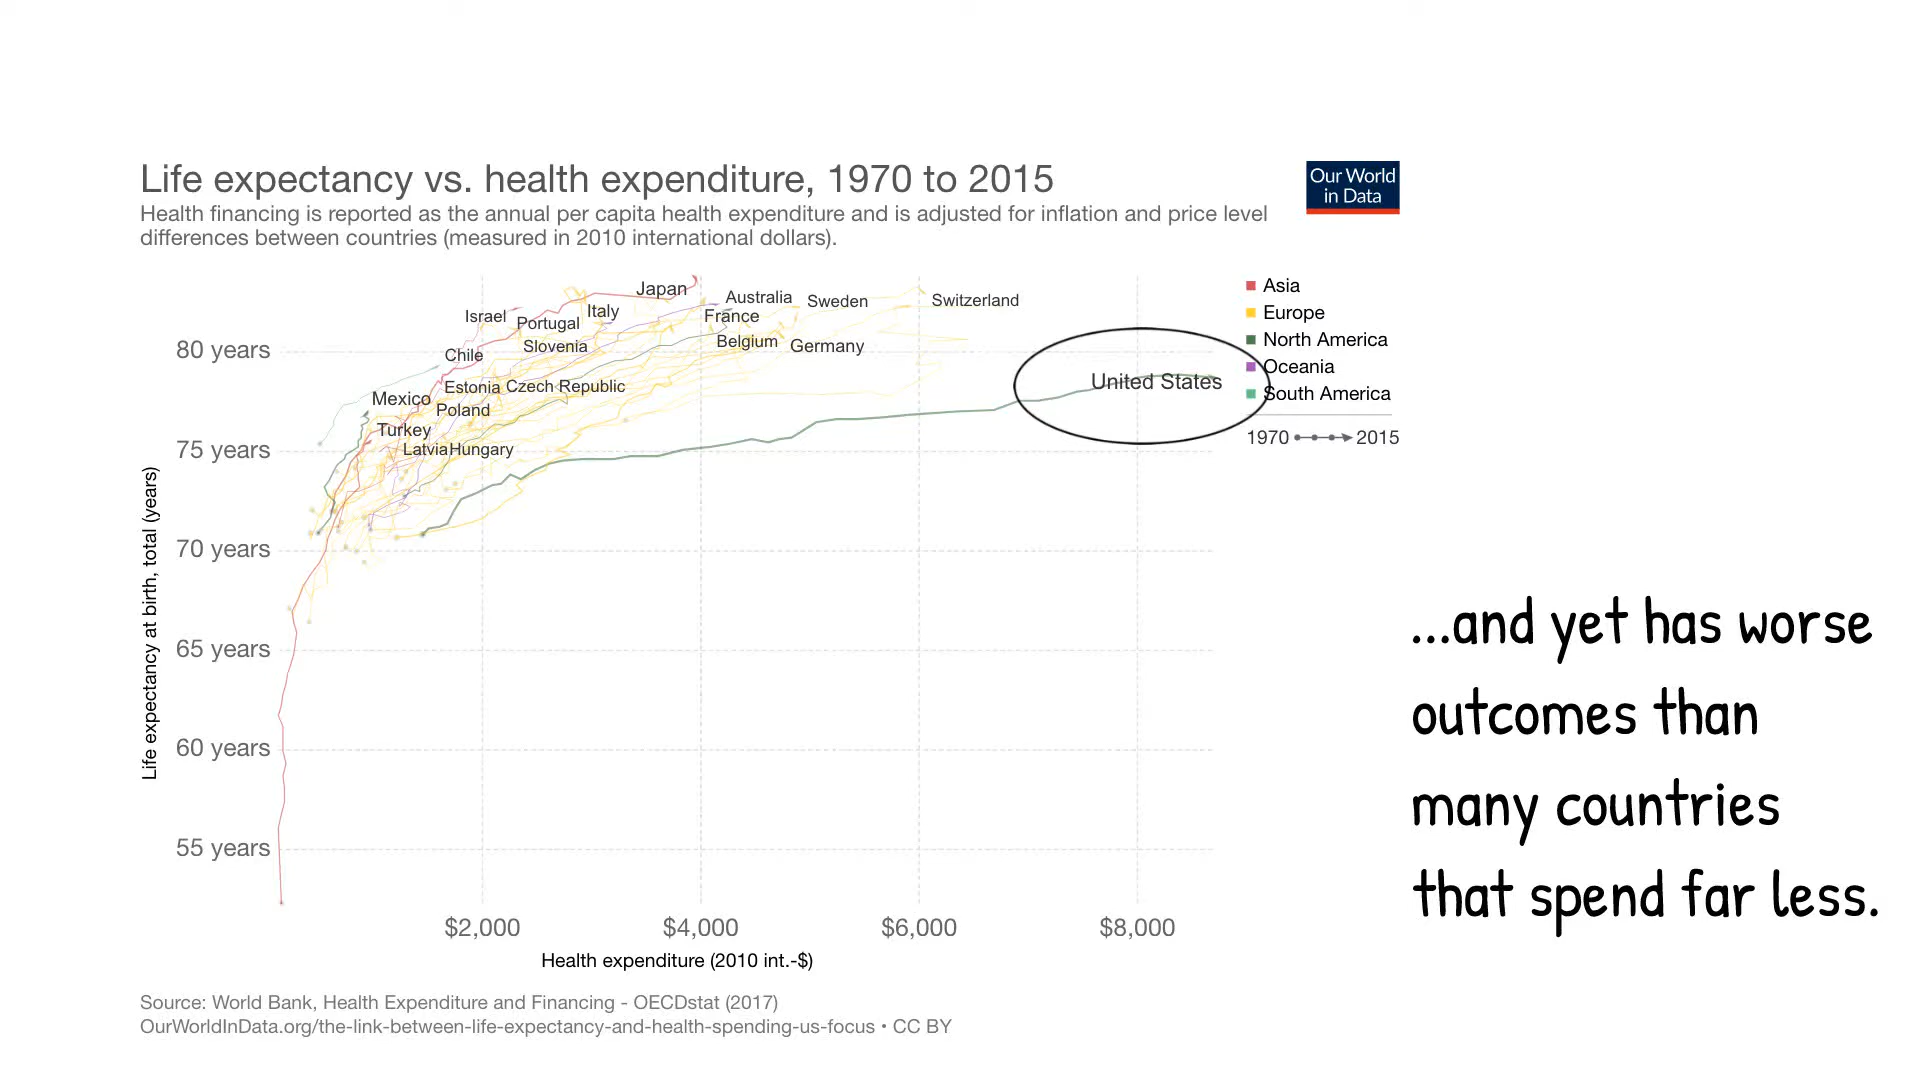 Life expectancy vs. health expenditure, 1970 to 2015
Our World
in Data
Health financing is reported as the annual per capita health expenditure and is adjusted for inflation and price level
differences between countries (measured in 2010 international dollars).
Japan
Israel
Italy
Portugal
Australia
Sweden
Switzerland
France
Slovenia
Belgium
Germany
Chile
Estonia
Czech Republic
Mexico
Poland
Turkey
Latvia
Hungary
United States
Asia
Europe
North America
Oceania
South America
1970
2015
80 years
75 years
70 years
65 years
60 years
55 years
Life expectancy at birth, total (years)
$2,000
$4,000
$6,000
$8,000
Health expenditure (2010 int.-$)
...and yet has worse
outcomes than
many countries
that spend far less.
Source: World Bank, Health Expenditure and Financing - OECDstat (2017)
OurWorldInData.org/the-link-between-life-expectancy-and-health-spending-us-focus • CC BY